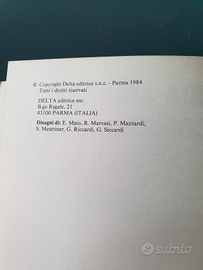 © Copyright Delta editrice s.n.c. - Parma 1984
Tutti i diritti riservati
DELTA editrice snc
B.go Regale, 21
43100 PARMA (ITALIA)
Disegni di: E. Maio, R. Marvasi, P. Mazzardi,
S. Mestriner, G. Riccardi, G. Siccardi
subito